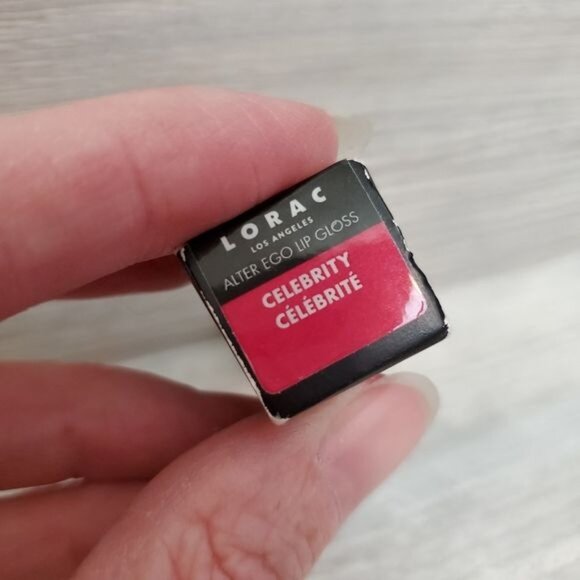 LORAC
LOS ANGELES
ALTER EGO LIP GLOSS
CELEBRITY
CÉLÉBRITÉ